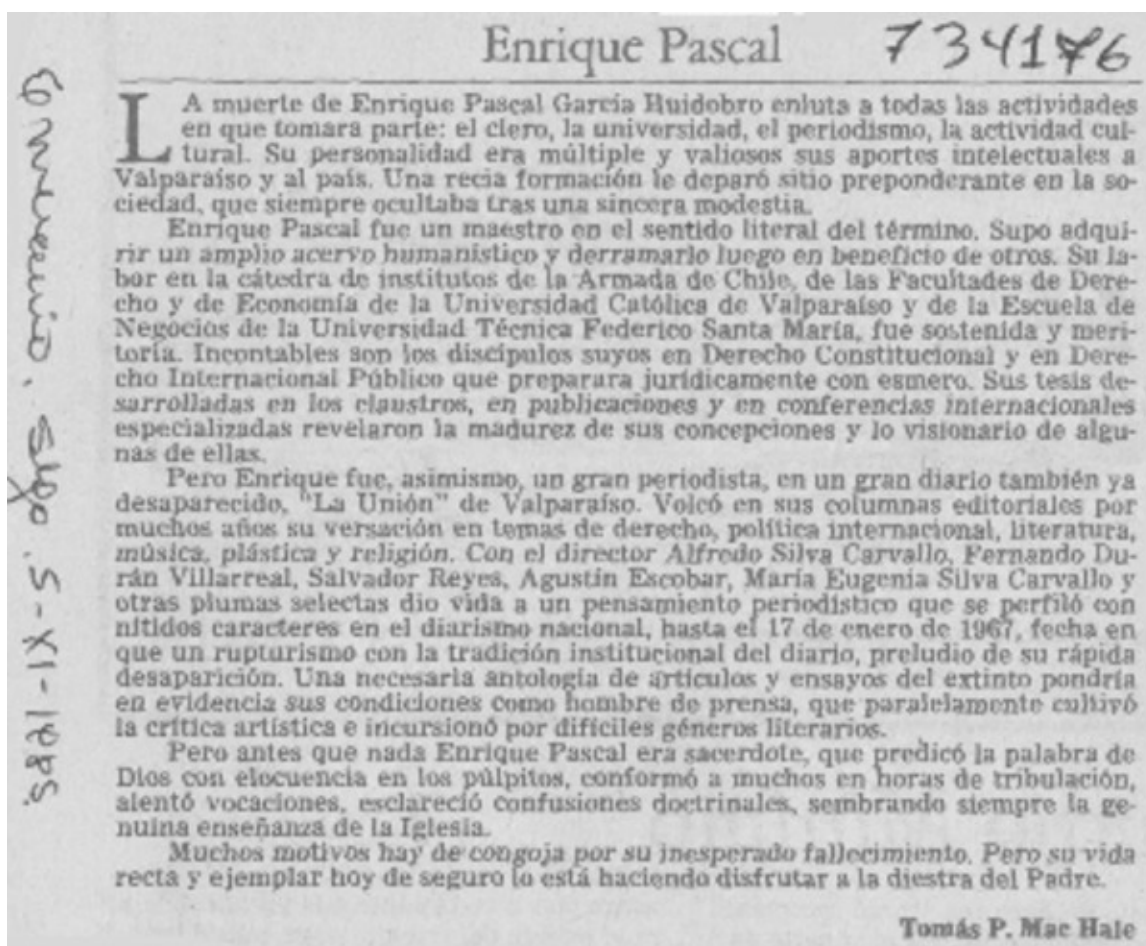 Enrique Pascal
734176
LA muerte de Enrique Pascal García Huidobro enluta a todas las actividades
en que tomara parte: el clero, la universidad, el periodismo, la actividad cul-
tural. Su personalidad era múltiple y valiosos sus aportes intelectuales a
Valparaíso y al país. Una recia formación le deparó sitio preponderante en la so-
ciedad, que siempre ocultaba tras una sincera modestia.
Enrique Pascal fue un maestro en el sentido literal del término. Supo adqui-
rir un amplio acervo humanístico y derramarlo luego en beneficio de otros. Su la-
bor en la cátedra de institutos de la Armada de Chile, de las Facultades de Dere-
cho y de Economía de la Universidad Católica de Valparaíso y de la Escuela de
Negocios de la Universidad Técnica Federico Santa María, fue sostenida y meri-
toria. Incontables son los discípulos suyos en Derecho Constitucional y en Dere-
cho Internacional Público que preparara jurídicamente con esmero. Sus tesis de-
sarrolladas en los claustros, en publicaciones y en conferencias internacionales
especializadas revelaron la madurez de sus concepciones y lo visionario de algu-
nas de ellas.
Pero Enrique fue, asimismo, un gran periodista, en un gran diario también ya
desaparecido, "La Unión" de Valparaíso. Volcó en sus columnas editoriales por
muchos años su versación en temas de derecho, política internacional, literatura,
música, plástica y religión. Con el director Alfredo Silva Carvallo, Fernando Du-
rán Villarreal, Salvador Reyes, Agustín Escobar, María Eugenia Silva Carvallo y
otras plumas selectas dio vida a un pensamiento periodístico que se perfiló con
nítidos caracteres en el diarismo nacional, hasta el 17 de enero de 1967, fecha en
que un rupturismo con la tradición institucional del diario, preludio de su rápida
desaparición. Una necesaria antología de artículos y ensayos del extinto pondría
en evidencia sus condiciones como hombre de prensa, que paralelamente cultivó
la crítica artística e incursionó por difíciles géneros literarios.
Pero antes que nada Enrique Pascal era sacerdote, que predicó la palabra de
Dios con elocuencia en los púlpitos, conformó a muchos en horas de tribulación,
alentó vocaciones, esclareció confusiones doctrinales, sembrando siempre la ge-
nuina enseñanza de la Iglesia.
Muchos motivos hay de congoja por su inesperado fallecimiento. Pero su vida
recta y ejemplar hoy de seguro lo está haciendo disfrutar a la diestra del Padre.
Tomás P. Mac Hale
El Mercurio. Stgo. 5-XI-1985.